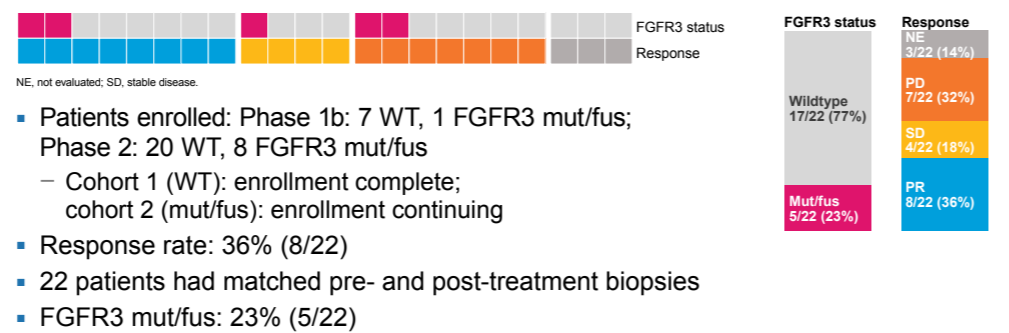 FGFR3 status
Response
NE, not evaluated; SD, stable disease.
▪ Patients enrolled: Phase 1b: 7 WT, 1 FGFR3 mut/fus;
Phase 2: 20 WT, 8 FGFR3 mut/fus
– Cohort 1 (WT): enrollment complete;
cohort 2 (mut/fus): enrollment continuing
▪ Response rate: 36% (8/22)
▪ 22 patients had matched pre- and post-treatment biopsies
▪ FGFR3 mut/fus: 23% (5/22)
FGFR3 status
Wildtype
17/22 (77%)
Mut/fus
5/22 (23%)
Response
NE
3/22 (14%)
PD
7/22 (32%)
SD
4/22 (18%)
PR
8/22 (36%)